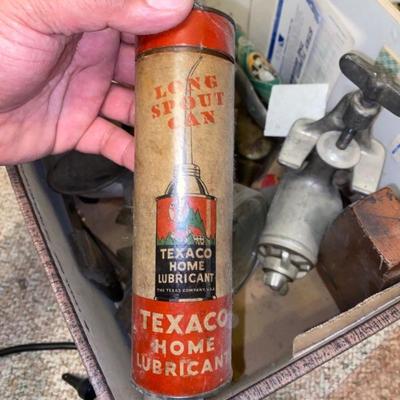 LONG
SPOUT
CAN
TEXACO
HOME
LUBRICANT
THE TEXAS COMPANY, U.S.A.
TEXACO
HOME
LUBRICANT